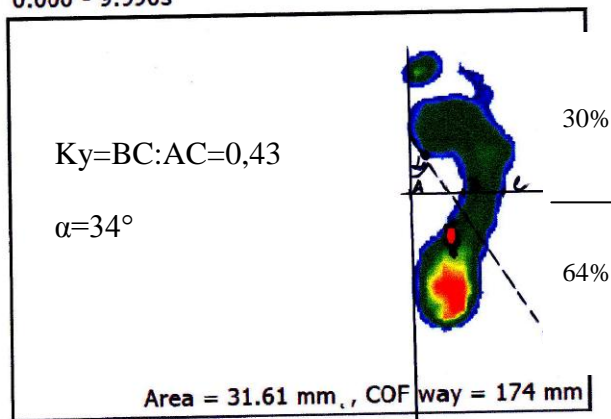 0.000 - 9.990s
Ky=BC:AC=0,43
α=34°
30%
A
64%
Area = 31.61 mm., COF way = 174 mm